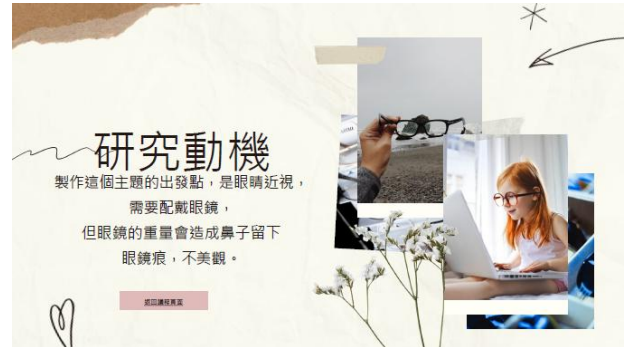 研究動機
製作這個主題的出發點，是眼睛近視，
需要配戴眼鏡，
但眼鏡的重量會造成鼻子留下
眼鏡痕，不美觀。